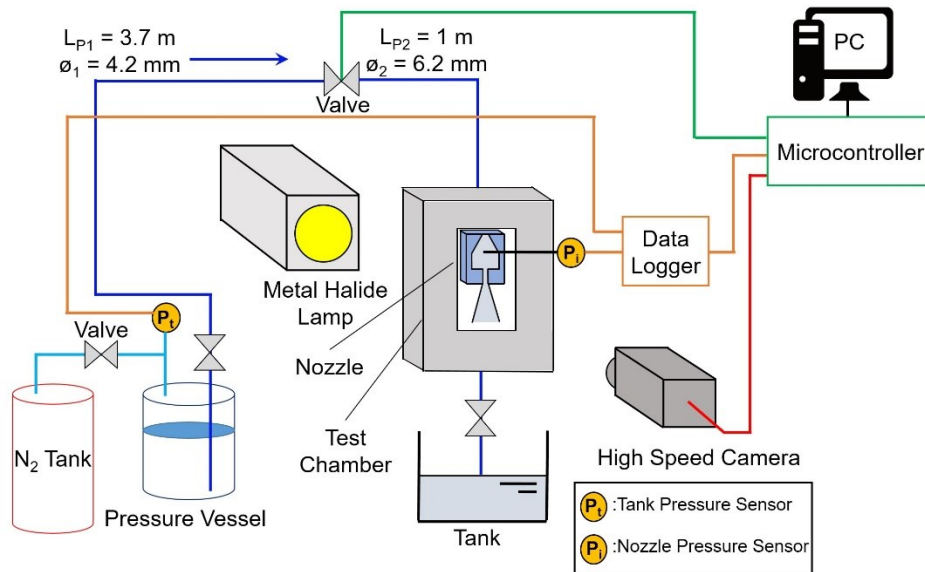 L_P1 = 3.7 m
ø_1 = 4.2 mm
L_P2 = 1 m
ø_2 = 6.2 mm
PC
Valve
Microcontroller
Data
Logger
P_i
Metal Halide
Lamp
P_t
Valve
Nozzle
Test
Chamber
N_2 Tank
Pressure Vessel
High Speed Camera
Tank
P_t :Tank Pressure Sensor
P_i :Nozzle Pressure Sensor